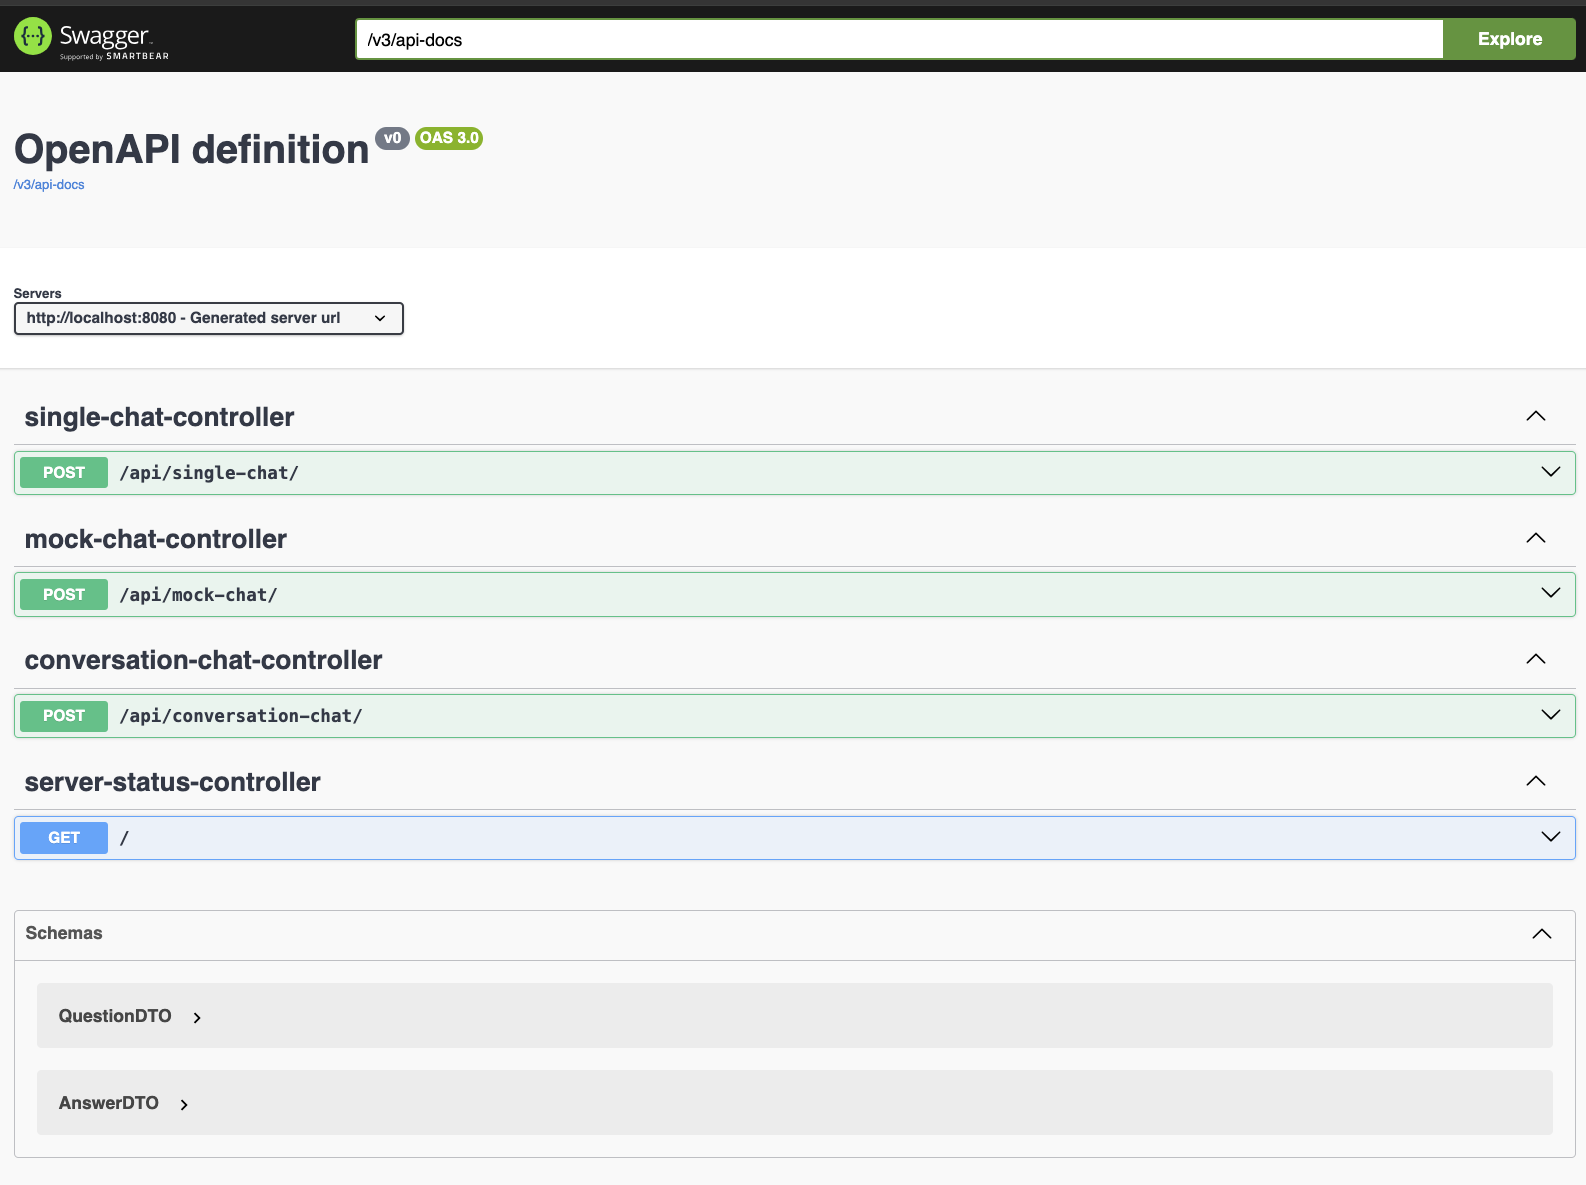 Swagger
Supported by SMARTBEAR
/v3/api-docs
Explore
OpenAPI definition v0 OAS 3.0
/v3/api-docs
Servers
http://localhost:8080 - Generated server url
single-chat-controller
POST /api/single-chat/
mock-chat-controller
POST /api/mock-chat/
conversation-chat-controller
POST /api/conversation-chat/
server-status-controller
GET /
Schemas
QuestionDTO
AnswerDTO